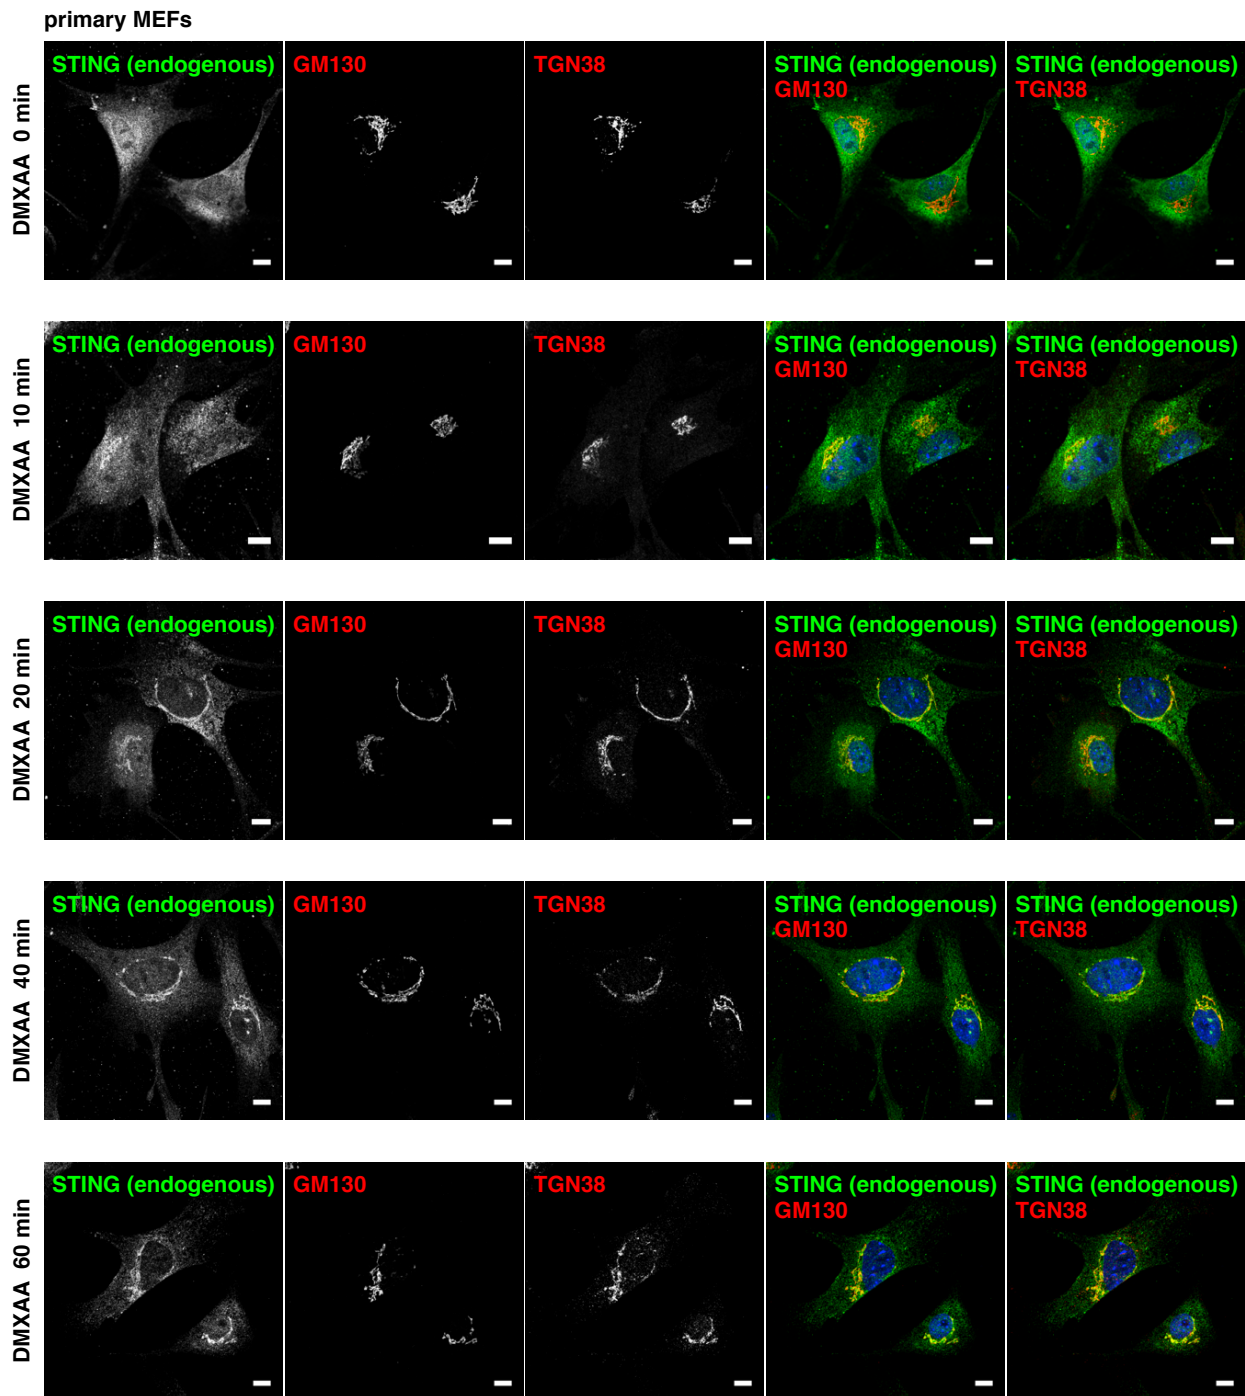 primary MEFs
DMXAA 0 min
STING (endogenous)
GM130
TGN38
STING (endogenous)
GM130
STING (endogenous)
TGN38
DMXAA 10 min
STING (endogenous)
GM130
TGN38
STING (endogenous)
GM130
STING (endogenous)
TGN38
DMXAA 20 min
STING (endogenous)
GM130
TGN38
STING (endogenous)
GM130
STING (endogenous)
TGN38
DMXAA 40 min
STING (endogenous)
GM130
TGN38
STING (endogenous)
GM130
STING (endogenous)
TGN38
DMXAA 60 min
STING (endogenous)
GM130
TGN38
STING (endogenous)
GM130
STING (endogenous)
TGN38